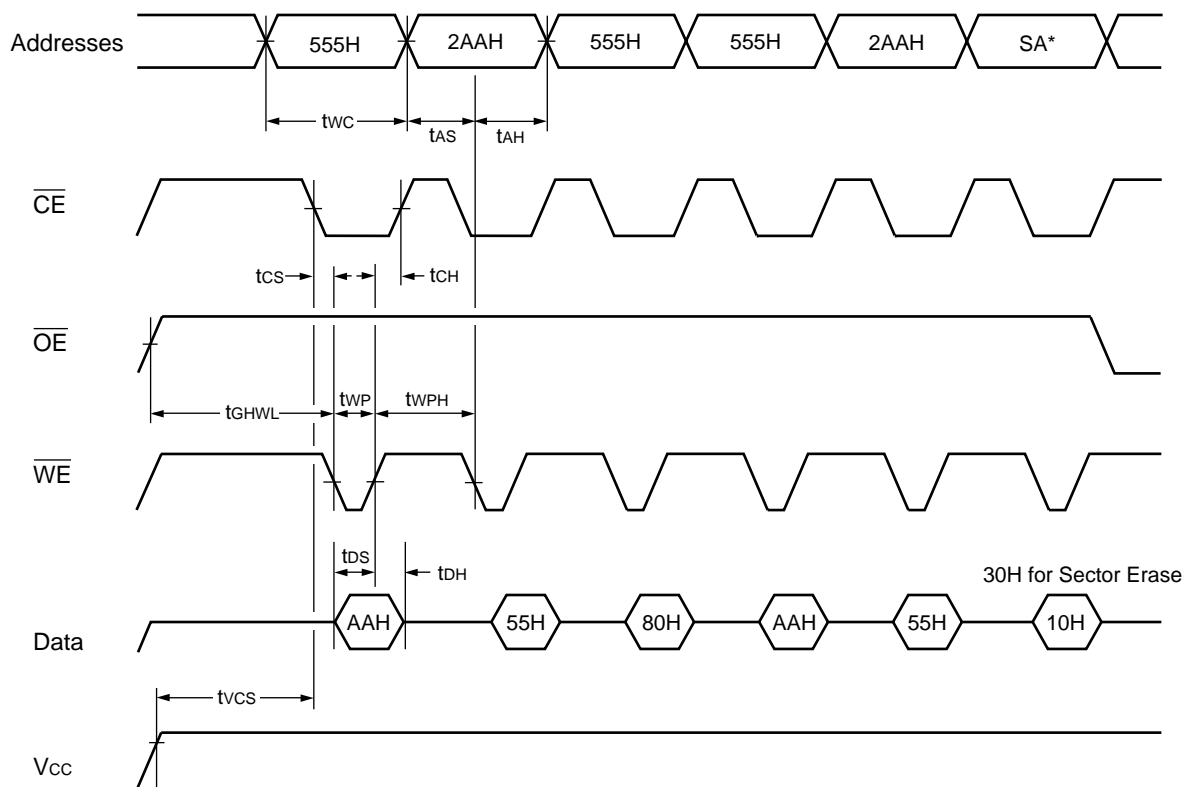 Addresses 555H 2AAH 555H 555H 2AAH SA*
tWC tAS tAH
CE
tCS tCH
OE
tGHWL tWP tWPH
WE
tDS tDH
30H for Sector Erase
Data AAH 55H 80H AAH 55H 10H
tVCS
VCC